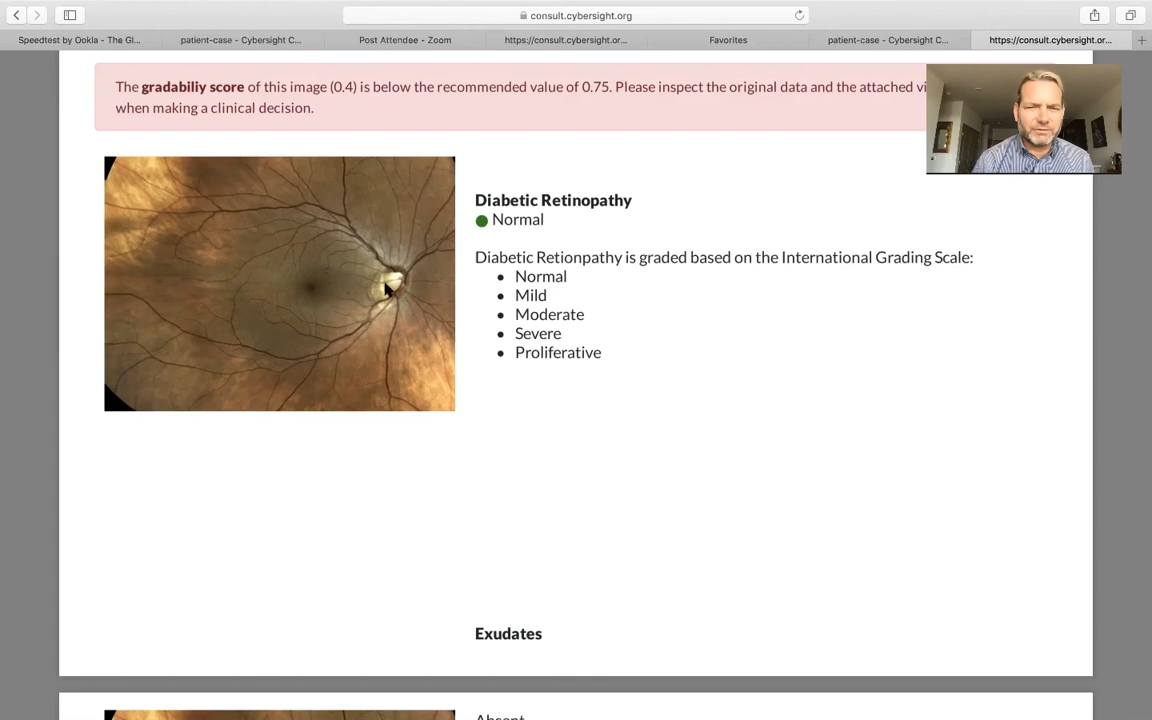 consult.cybersight.org
Speedtest by Ookla - The Gl...
patient-case - Cybersight C...
Post Attendee - Zoom
https://consult.cybersight.or...
Favorites
patient-case - Cybersight C...
https://consult.cybersight.or...
The gradabiliy score of this image (0.4) is below the recommended value of 0.75. Please inspect the original data and the attached vi
when making a clinical decision.
Diabetic Retinopathy
Normal
Diabetic Retionpathy is graded based on the International Grading Scale:
Normal
Mild
Moderate
Severe
Proliferative
Exudates
Absent